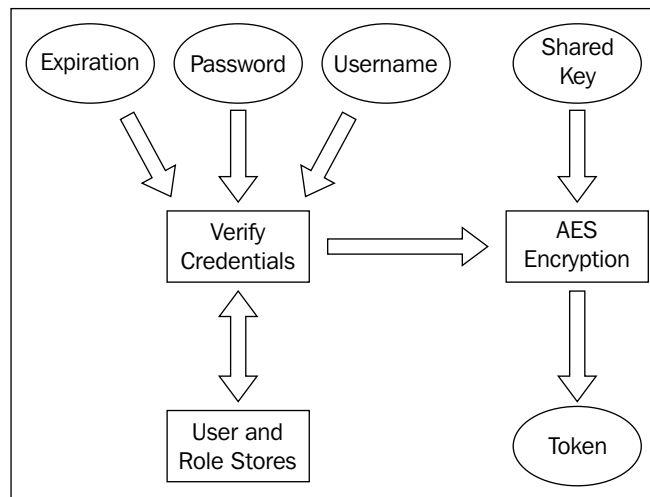 Expiration
Password
Username
Shared
Key
Verify
Credentials
AES
Encryption
User and
Role Stores
Token